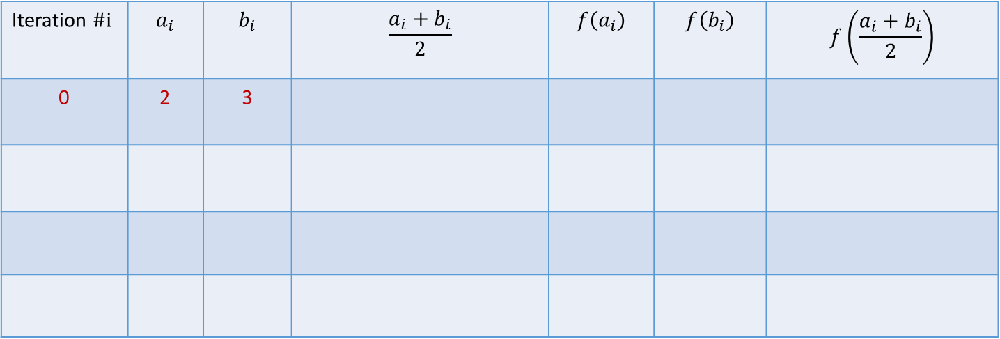 Iteration #i $a_i$ $b_i$ $\frac{a_i + b_i}{2}$ $f(a_i)$ $f(b_i)$ $f\left(\frac{a_i + b_i}{2}\right)$
0 2 3